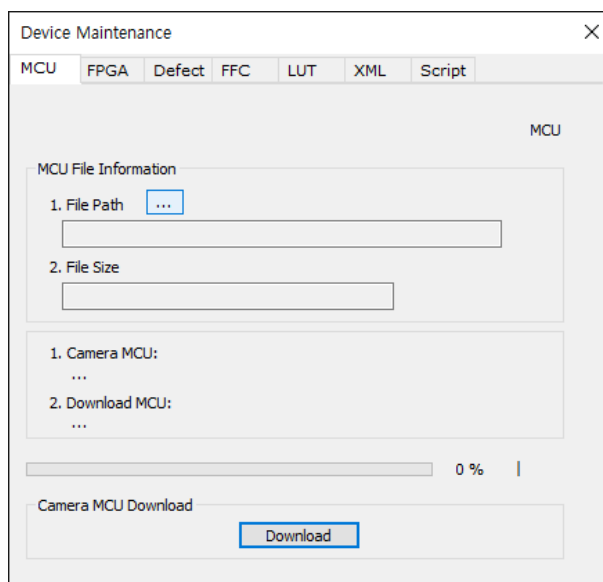 Device Maintenance
MCU FPGA Defect FFC LUT XML Script
MCU
MCU File Information
1. File Path ...
2. File Size
1. Camera MCU:
...
2. Download MCU:
...
0 %
Camera MCU Download
Download